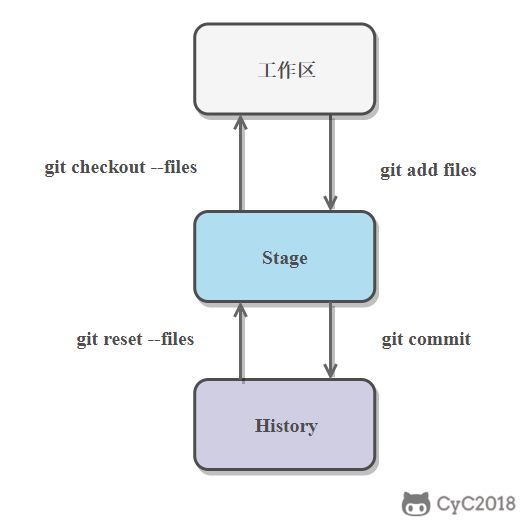 工作区
git checkout --files
git add files
Stage
git reset --files
git commit
History
CyC2018